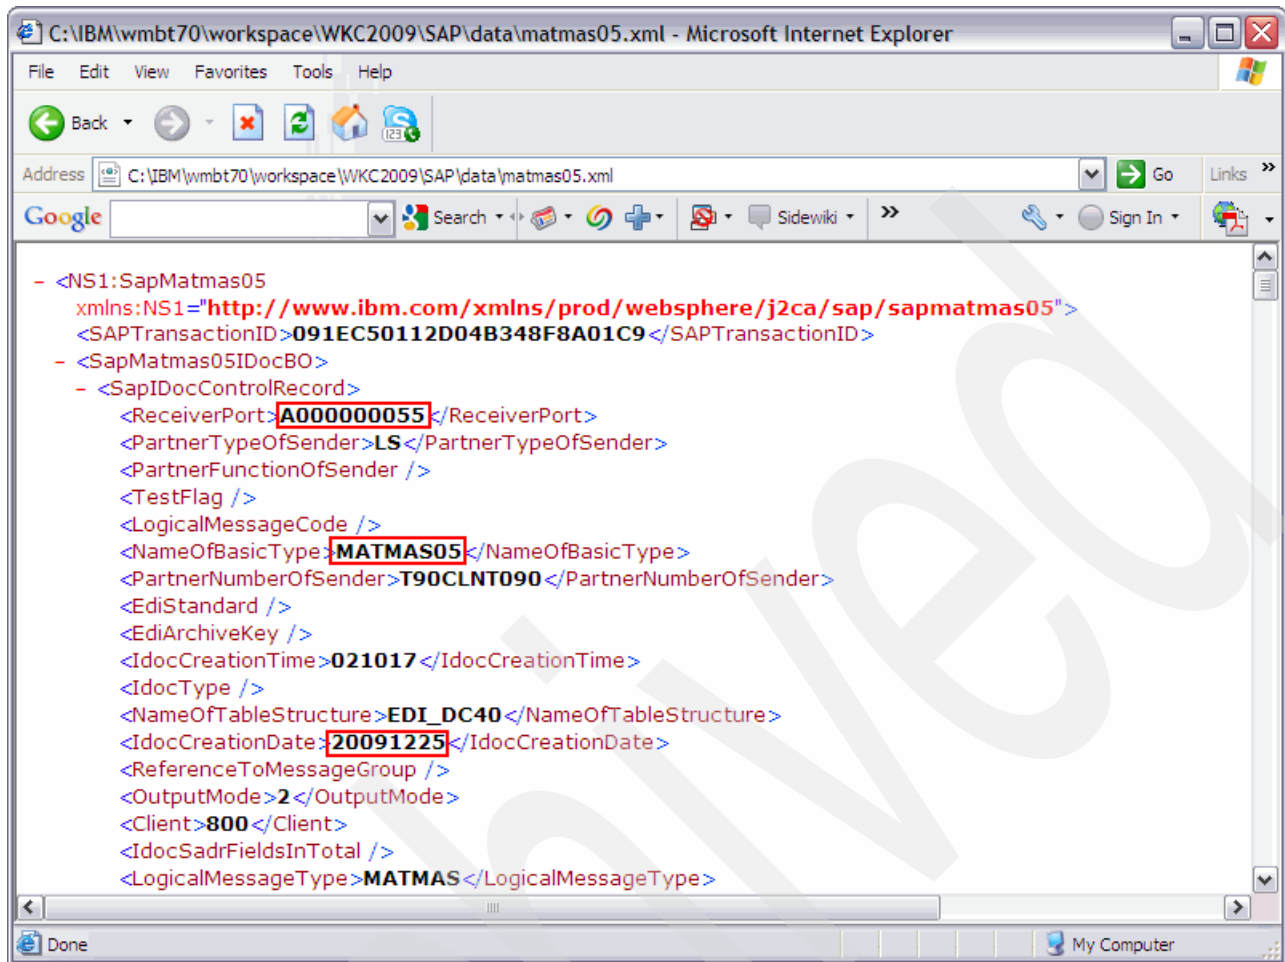 C:\IBM\wmbt70\workspace\WKC2009\SAP\data\matmas05.xml - Microsoft Internet Explorer
File Edit View Favorites Tools Help
Back
Address C:\IBM\wmbt70\workspace\WKC2009\SAP\data\matmas05.xml Go Links »
Google Search Sidewiki » Sign In
- <NS1:SapMatmas05
xmlns:NS1="http://www.ibm.com/xmlns/prod/websphere/j2ca/sap/sapmatmas05">
<SAPTransactionID>091EC50112D04B348F8A01C9</SAPTransactionID>
- <SapMatmas05IDocBO>
- <SapIDocControlRecord>
<ReceiverPort>A000000055</ReceiverPort>
<PartnerTypeOfSender>LS</PartnerTypeOfSender>
<PartnerFunctionOfSender />
<TestFlag />
<LogicalMessageCode />
<NameOfBasicType>MATMAS05</NameOfBasicType>
<PartnerNumberOfSender>T90CLNT090</PartnerNumberOfSender>
<EdiStandard />
<EdiArchiveKey />
<IdocCreationTime>021017</IdocCreationTime>
<IdocType />
<NameOfTableStructure>EDI_DC40</NameOfTableStructure>
<IdocCreationDate>20091225</IdocCreationDate>
<ReferenceToMessageGroup />
<OutputMode>2</OutputMode>
<Client>800</Client>
<IdocSadrFieldsInTotal />
<LogicalMessageType>MATMAS</LogicalMessageType>
Done My Computer